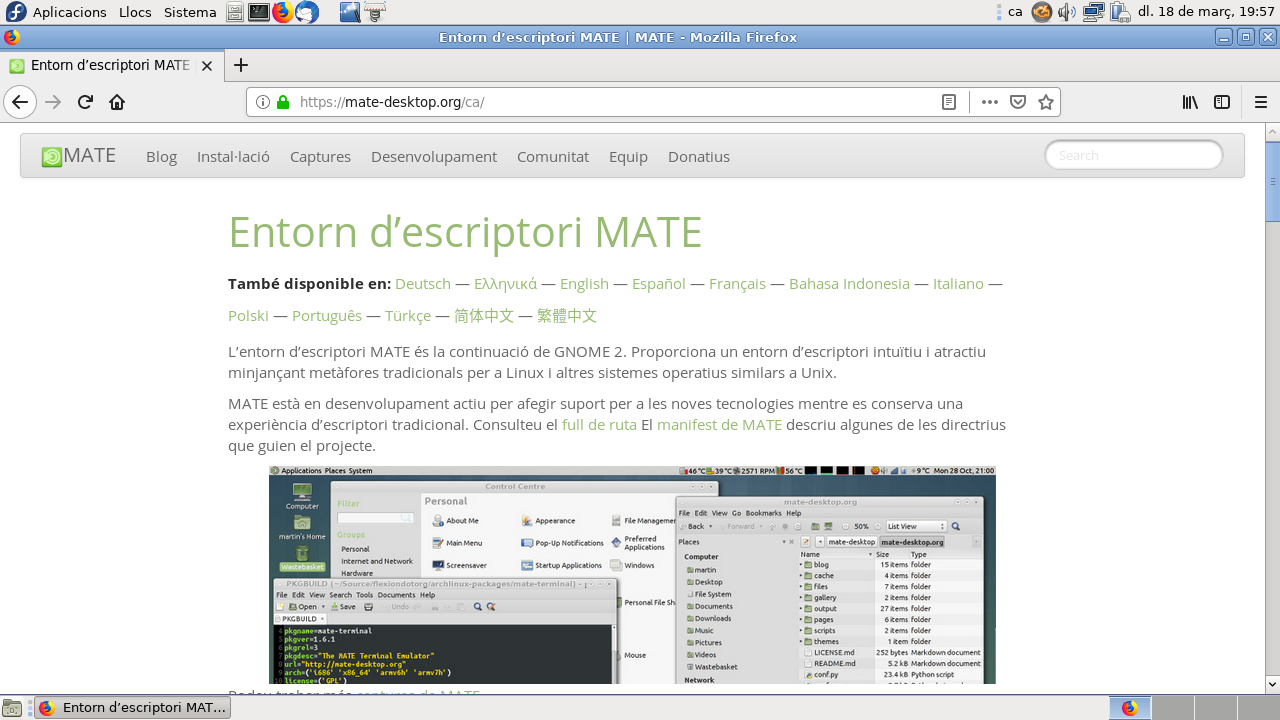 Aplicacions Llocs Sistema ca dl. 18 de març, 19:57
Entorn d’escriptori MATE | MATE - Mozilla Firefox
Entorn d’escriptori MATE
https://mate-desktop.org/ca/
MATE Blog Instal·lació Captures Desenvolupament Comunitat Equip Donatius Search
Entorn d’escriptori MATE
També disponible en: Deutsch — Ελληνικά — English — Español — Français — Bahasa Indonesia — Italiano —
Polski — Português — Türkçe — 简体中文 — 繁體中文
L’entorn d’escriptori MATE és la continuació de GNOME 2. Proporciona un entorn d’escriptori intuïtiu i atractiu
minjançant metàfores tradicionals per a Linux i altres sistemes operatius similars a Unix.
MATE està en desenvolupament actiu per afegir suport per a les noves tecnologies mentre es conserva una
experiència d’escriptori tradicional. Consulteu el full de ruta El manifest de MATE descriu algunes de les directrius
que guien el projecte.
Applications Places System 46°C 39°C 2571 RPM 56°C 9°C Mon 28 Oct, 21:00
Control Centre
Computer
martin's Home
Wastebasket
Filter
Groups
Personal
Internet and Network
Hardware
Personal
About Me Appearance File Management
Main Menu Pop-Up Notifications Preferred Applications
Screensaver Startup Applications Windows
Personal File Sh
Mouse
mate-desktop.org
File Edit View Go Bookmarks Help
Back Forward 50% List View
Places mate-desktop mate-desktop.org
Computer
martin
Desktop
File System
Documents
Downloads
Music
Pictures
Videos
Wastebasket
Network
Name Size Type
blog 15 items folder
cache 4 items folder
files 7 items folder
gallery 2 items folder
output 27 items folder
pages 6 items folder
scripts 2 items folder
themes 1 item folder
LICENSE.md 252 bytes Markdown document
README.md 5.2 kB Markdown document
conf.py 23.4 kB Python script
PKGBUILD (~/Source/flexiondotorg/archlinux-packages/mate-terminal) - p
File Edit View Search Tools Documents Help
Open Save Undo
PKGBUILD
4 pkgname=mate-terminal
5 pkgver=1.6.1
6 pkgrel=3
7 pkgdesc="The MATE Terminal Emulator"
8 url="http://mate-desktop.org"
9 arch=('i686' 'x86_64' 'armv6h' 'armv7h')
10 license=('GPL')
Podeu trobar més captures de MATE
Entorn d’escriptori MAT...